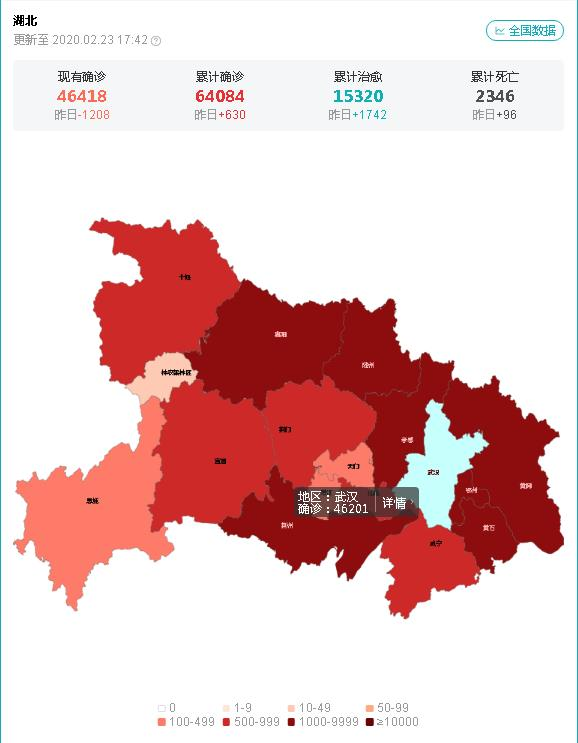 湖北
更新至 2020.02.23 17:42
全国数据
现有确诊
46418
昨日-1208
累计确诊
64084
昨日+630
累计治愈
15320
昨日+1742
累计死亡
2346
昨日+96
十堰
襄阳
随州
神农架林区
荆门
孝感
天门
宜昌
武汉
黄冈
鄂州
恩施
地区：武汉
确诊：46201
详情
荆州
黄石
咸宁
0
1-9
10-49
50-99
100-499
500-999
1000-9999
≥10000